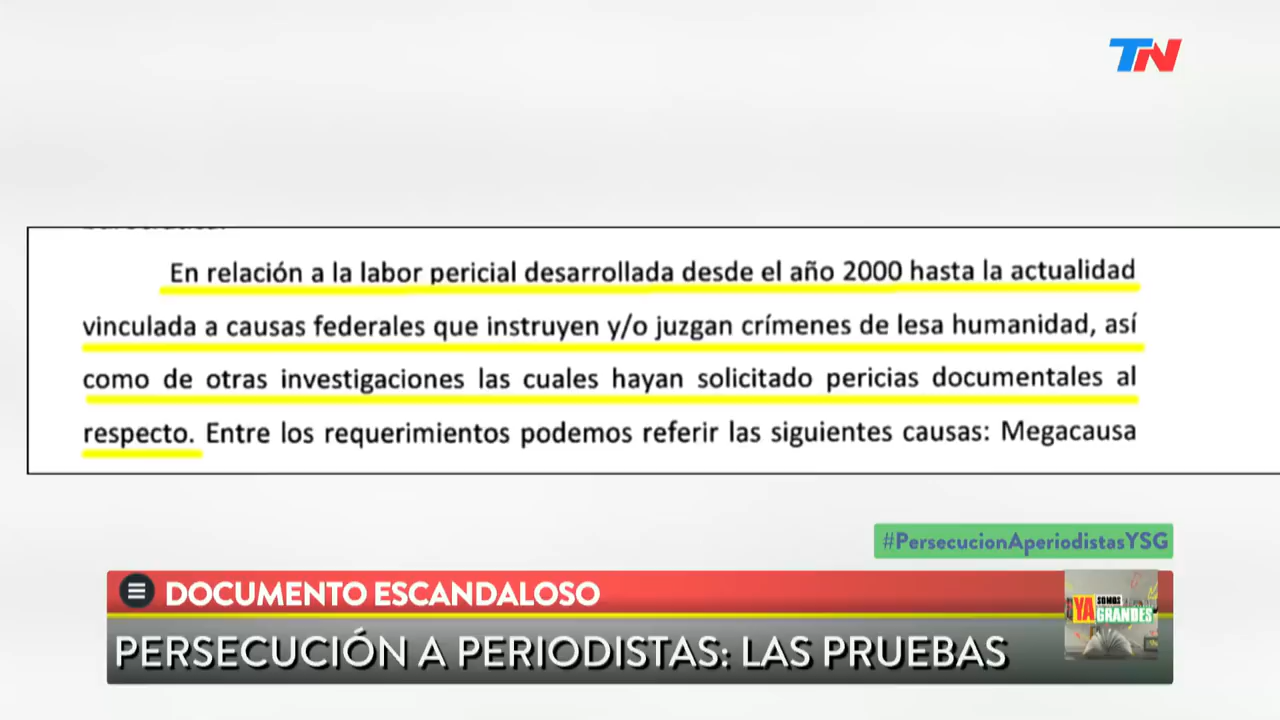 TN
En relación a la labor pericial desarrollada desde el año 2000 hasta la actualidad
vinculada a causas federales que instruyen y/o juzgan crímenes de lesa humanidad, así
como de otras investigaciones las cuales hayan solicitado pericias documentales al
respecto. Entre los requerimientos podemos referir las siguientes causas: Megacausa
#PersecucionAperiodistasYSG
DOCUMENTO ESCANDALOSO
YA SOMOS GRANDES
PERSECUCIÓN A PERIODISTAS: LAS PRUEBAS